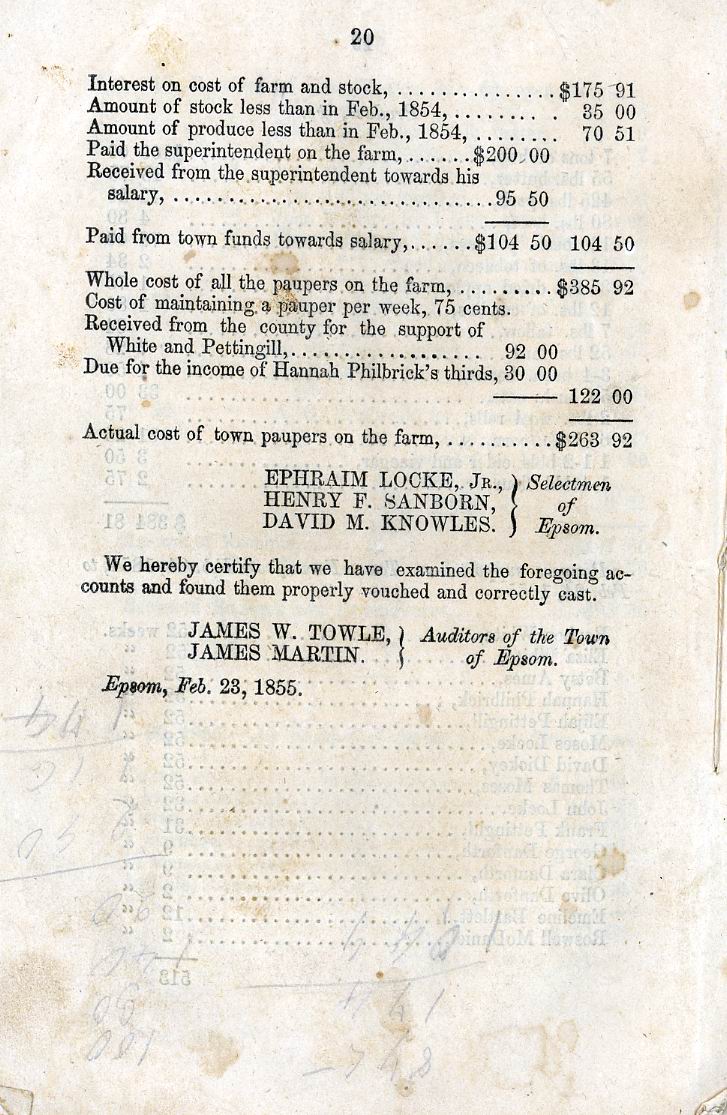 20
Interest on cost of farm and stock, ............... $175 91
Amount of stock less than in Feb., 1854, .......... 35 00
Amount of produce less than in Feb., 1854, ........ 70 51
Paid the superintendent on the farm, ...... $200 00
Received from the superintendent towards his
salary, .................................. 95 50
Paid from town funds towards salary, ...... $104 50 104 50
Whole cost of all the paupers on the farm, ......... $385 92
Cost of maintaining a pauper per week, 75 cents.
Received from the county for the support of
White and Pettingill, .................... 92 00
Due for the income of Hannah Philbrick's thirds, 30 00
122 00
Actual cost of town paupers on the farm, .......... $263 92
EPHRAIM LOCKE, JR., } Selectmen
HENRY F. SANBORN, } of
DAVID M. KNOWLES. } Epsom.
We hereby certify that we have examined the foregoing ac-
counts and found them properly vouched and correctly cast.
JAMES W. TOWLE, } Auditors of the Town
JAMES MARTIN. } of Epsom.
Epsom, Feb. 23, 1855.